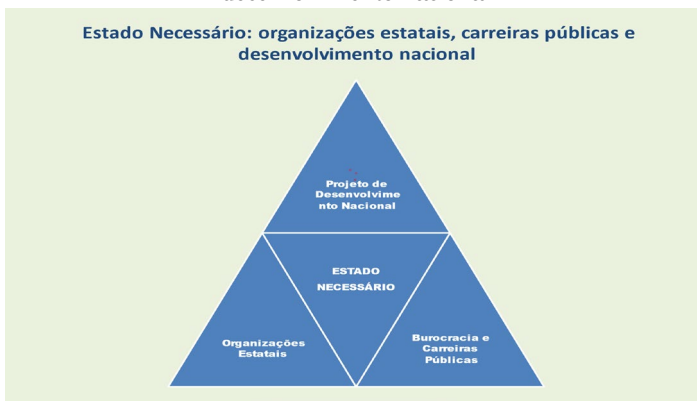 Estado Necessário: organizações estatais, carreiras públicas e
desenvolvimento nacional
Projeto de
Desenvolvime
nto Nacional
ESTADO
NECESSÁRIO
Organizações
Estatais
Burocracia e
Carreiras
Públicas